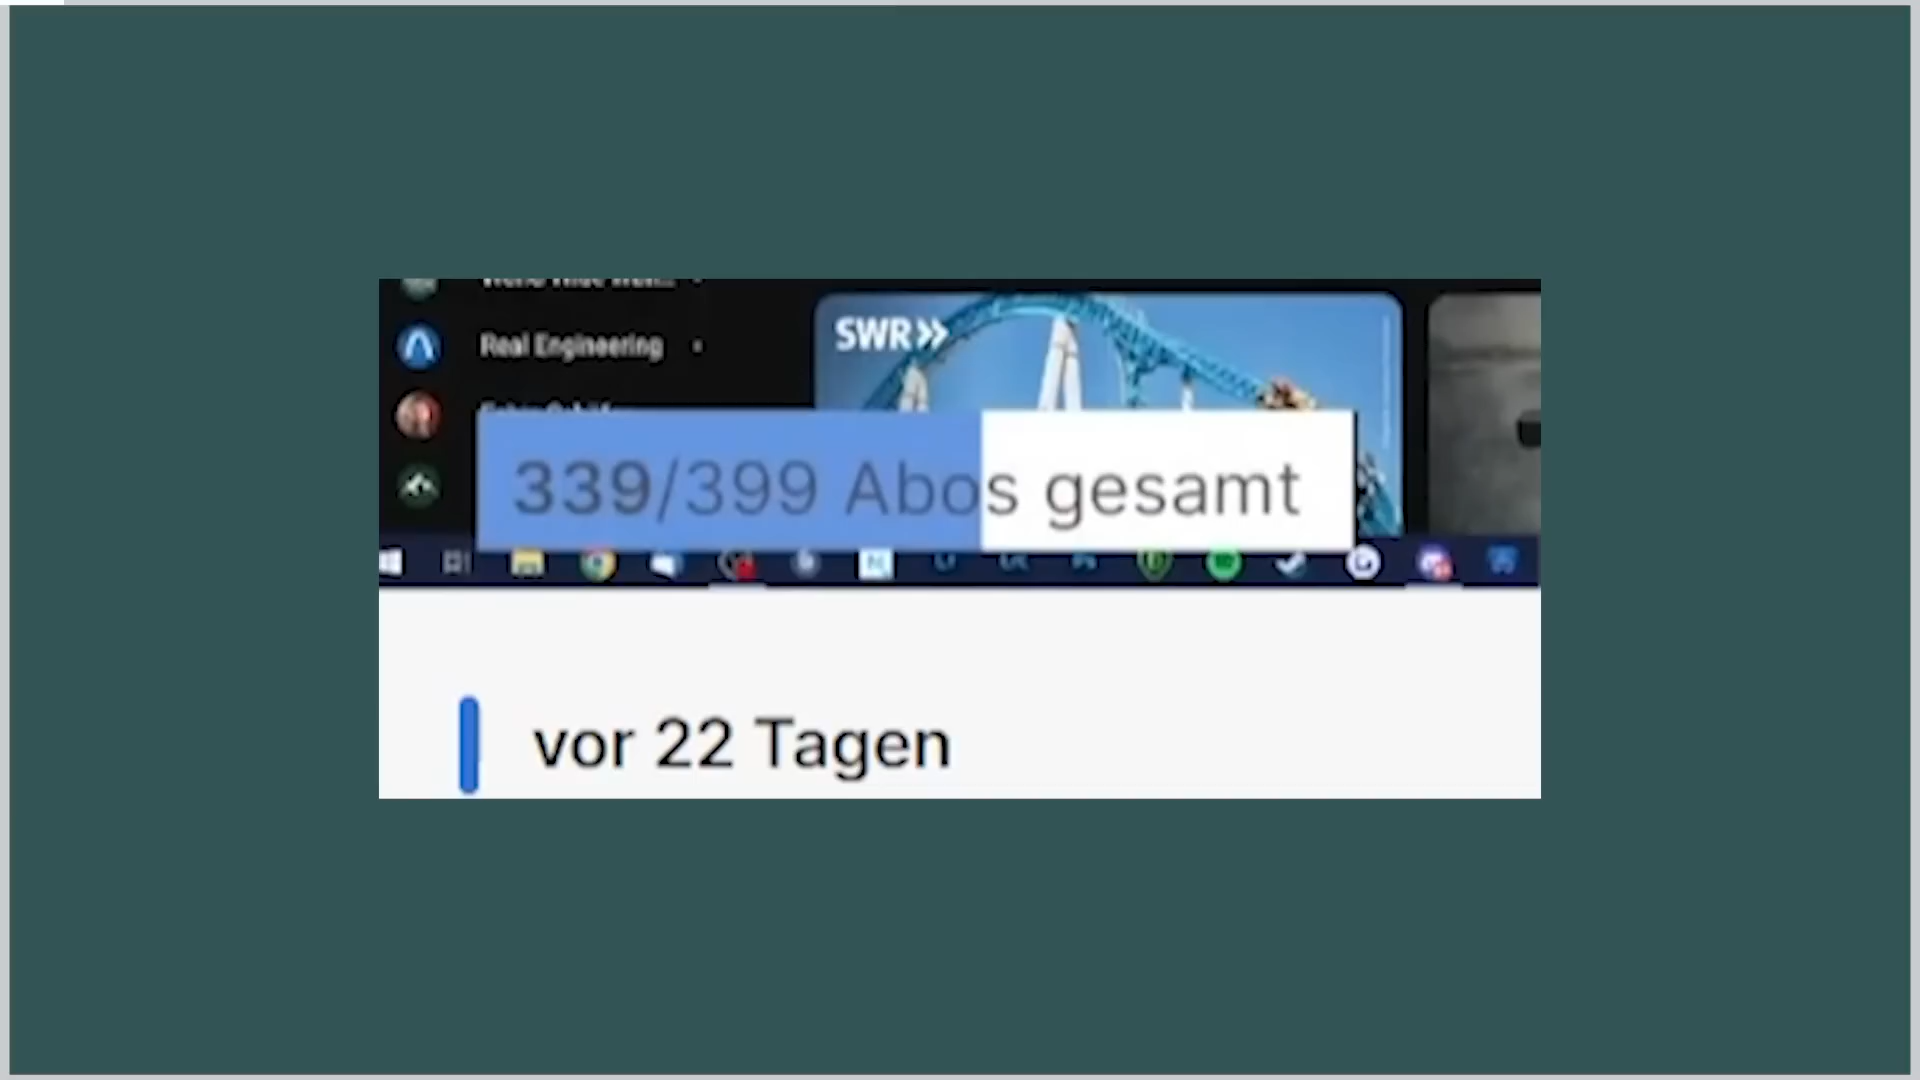 Real Engineering
SWR»
339/399 Abos gesamt
vor 22 Tagen